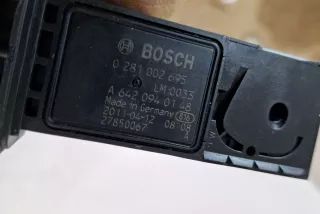 BOSCH
0 281 002 695
LM 0033
A 642 094 01 48
Made in Germany
2011-04-12 08 08
27850067 A